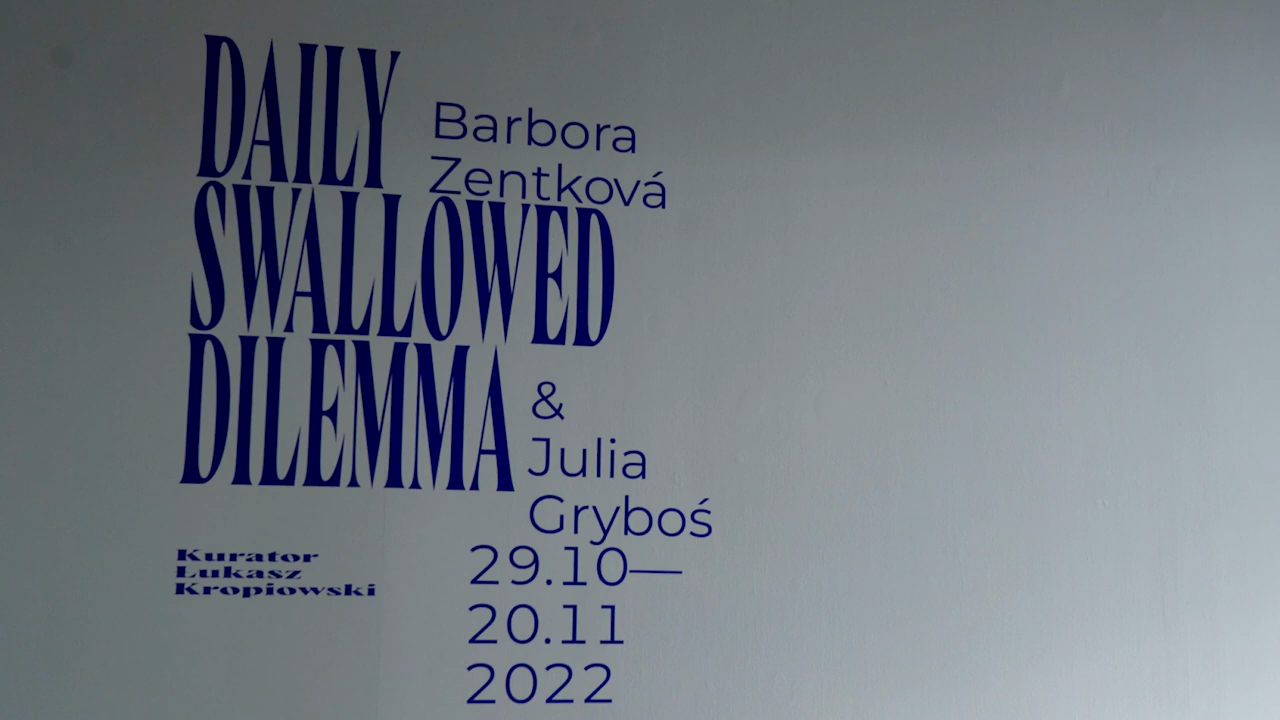 DAILY
Barbora
Zentková
SWALLOWED
DILEMMA
&
Julia
Gryboś
Kurator
Łukasz
Kropiowski
29.10—
20.11
2022